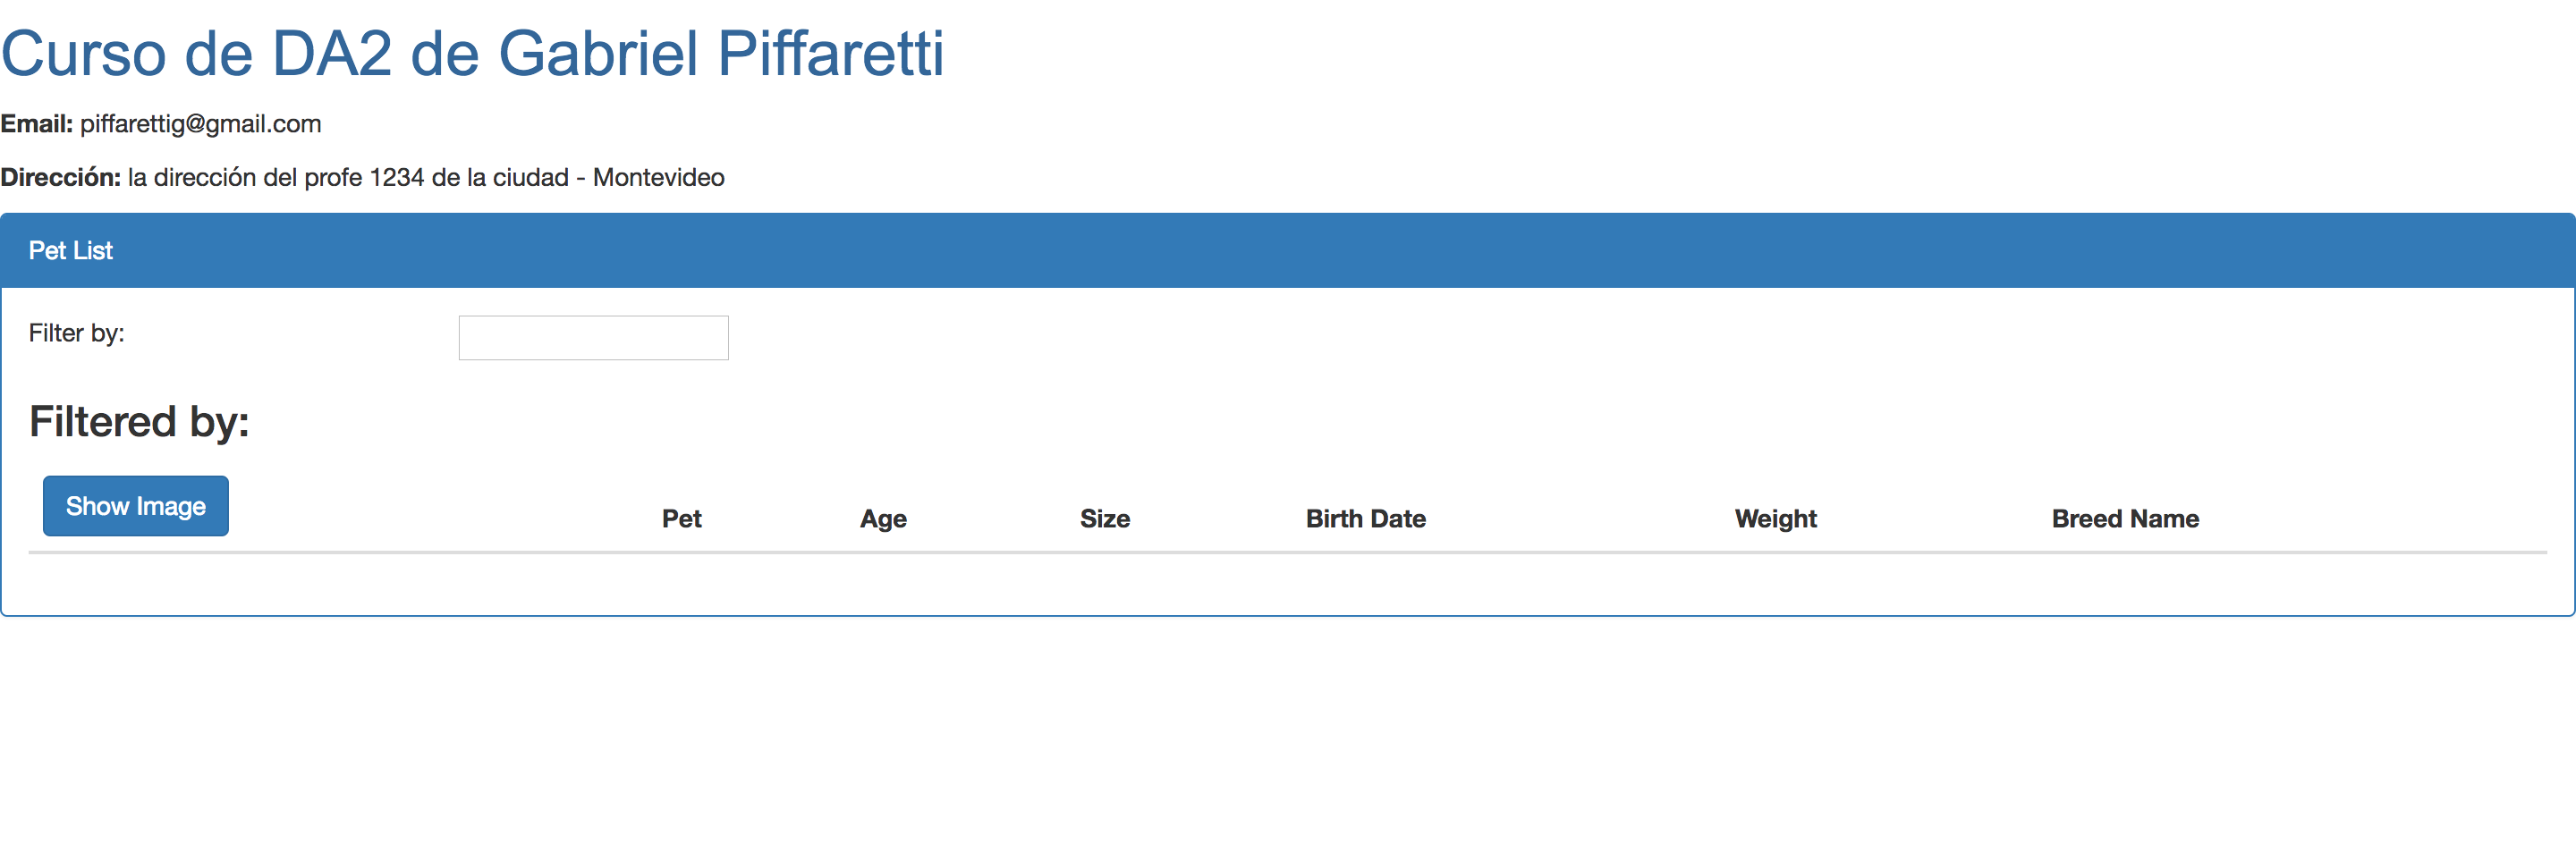 Curso de DA2 de Gabriel Piffaretti
Email: piffarettig@gmail.com
Dirección: la dirección del profe 1234 de la ciudad - Montevideo
Pet List
Filter by:
Filtered by:
Show Image Pet Age Size Birth Date Weight Breed Name